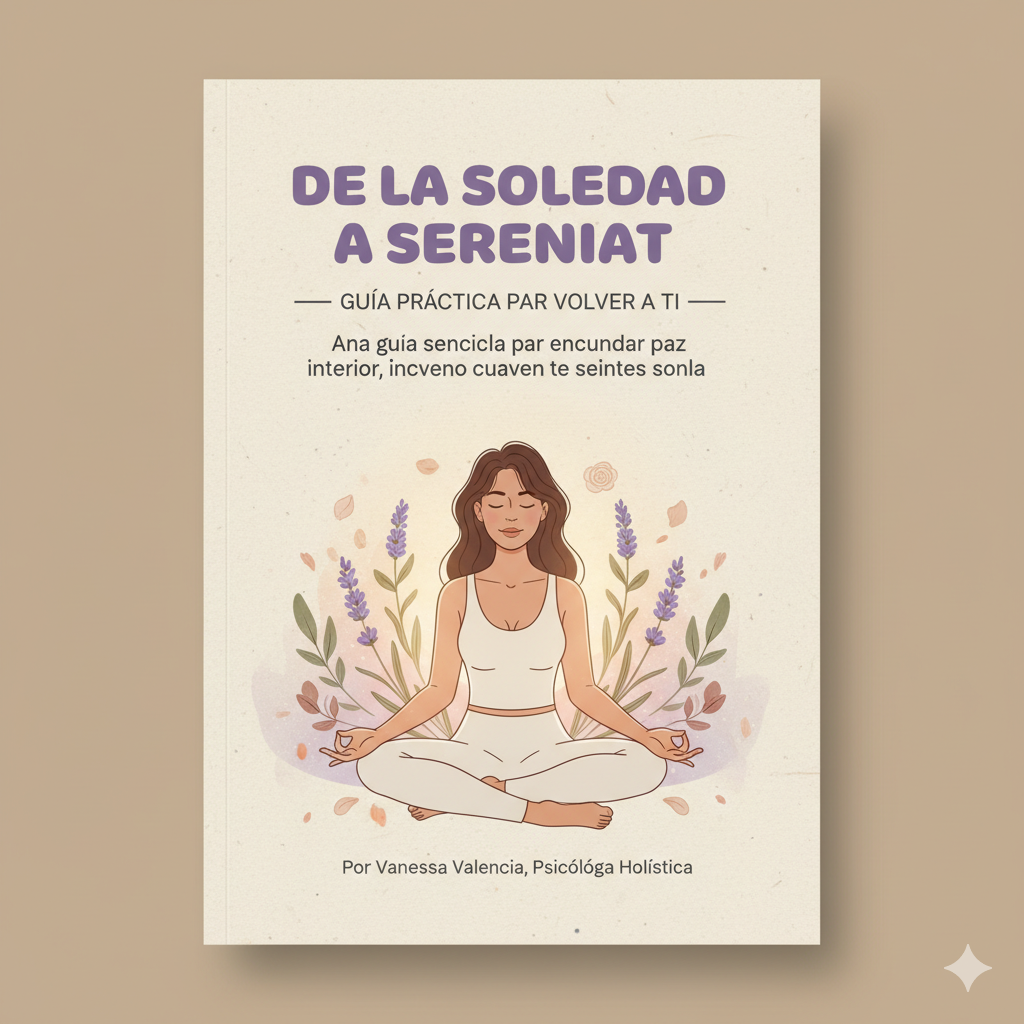 DE LA SOLEDAD
A SERENIAT
GUÍA PRÁCTICA PAR VOLVER A TI
Ana guía sencicla par encundar paz
interior, incveno cuaven te seintes sonla
Por Vanessa Valencia, Psicólóga Holística